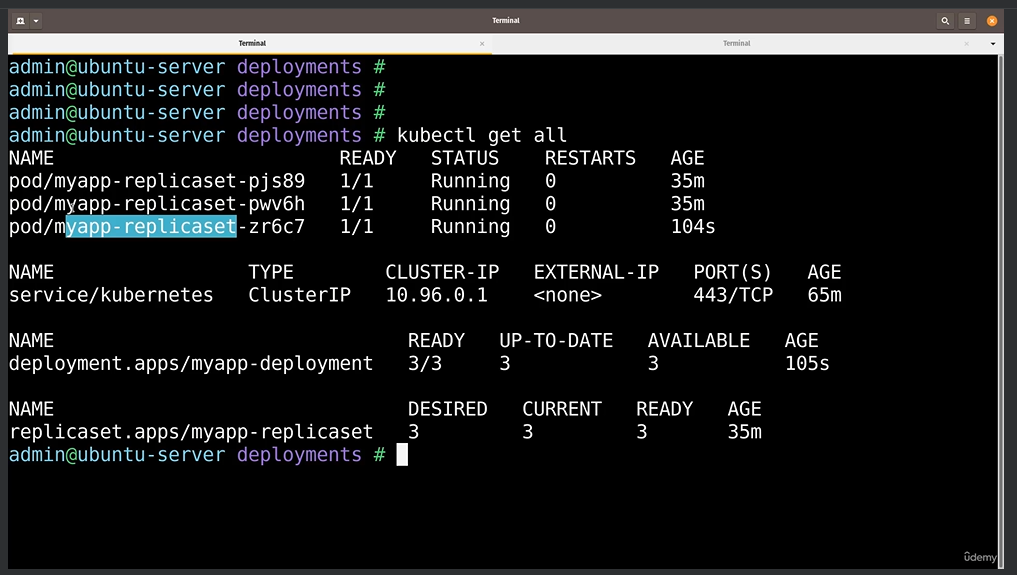 Terminal
Terminal Terminal
admin@ubuntu-server deployments #
admin@ubuntu-server deployments #
admin@ubuntu-server deployments #
admin@ubuntu-server deployments # kubectl get all
NAME READY STATUS RESTARTS AGE
pod/myapp-replicaset-pjs89 1/1 Running 0 35m
pod/myapp-replicaset-pwv6h 1/1 Running 0 35m
pod/myapp-replicaset-zr6c7 1/1 Running 0 104s
NAME TYPE CLUSTER-IP EXTERNAL-IP PORT(S) AGE
service/kubernetes ClusterIP 10.96.0.1 <none> 443/TCP 65m
NAME READY UP-TO-DATE AVAILABLE AGE
deployment.apps/myapp-deployment 3/3 3 3 105s
NAME DESIRED CURRENT READY AGE
replicaset.apps/myapp-replicaset 3 3 3 35m
admin@ubuntu-server deployments #
ûdemy